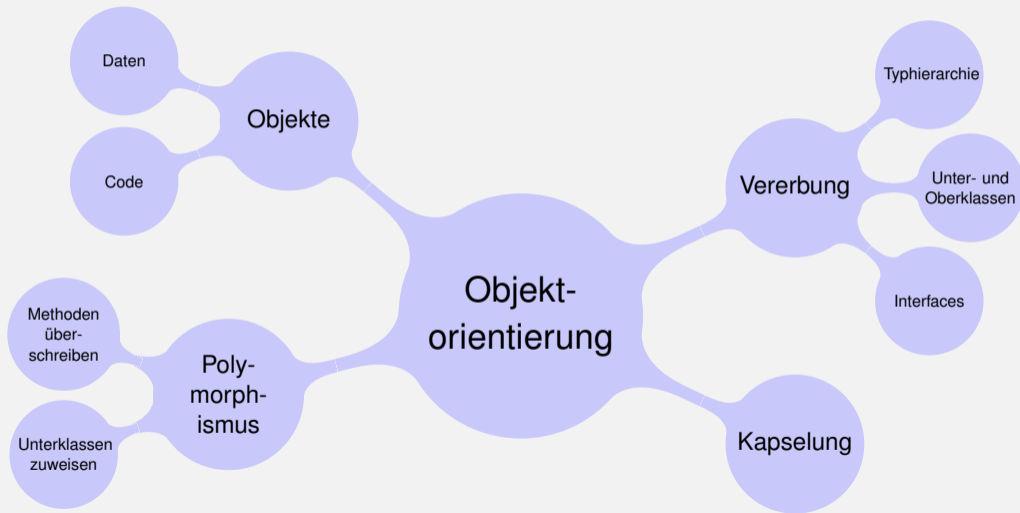 Daten
Objekte
Code
Objekt-
orientierung
Methoden
über-
schreiben
Poly-
morph-
ismus
Unterklassen
zuweisen
Typhierarchie
Vererbung
Unter- und
Oberklassen
Interfaces
Kapselung